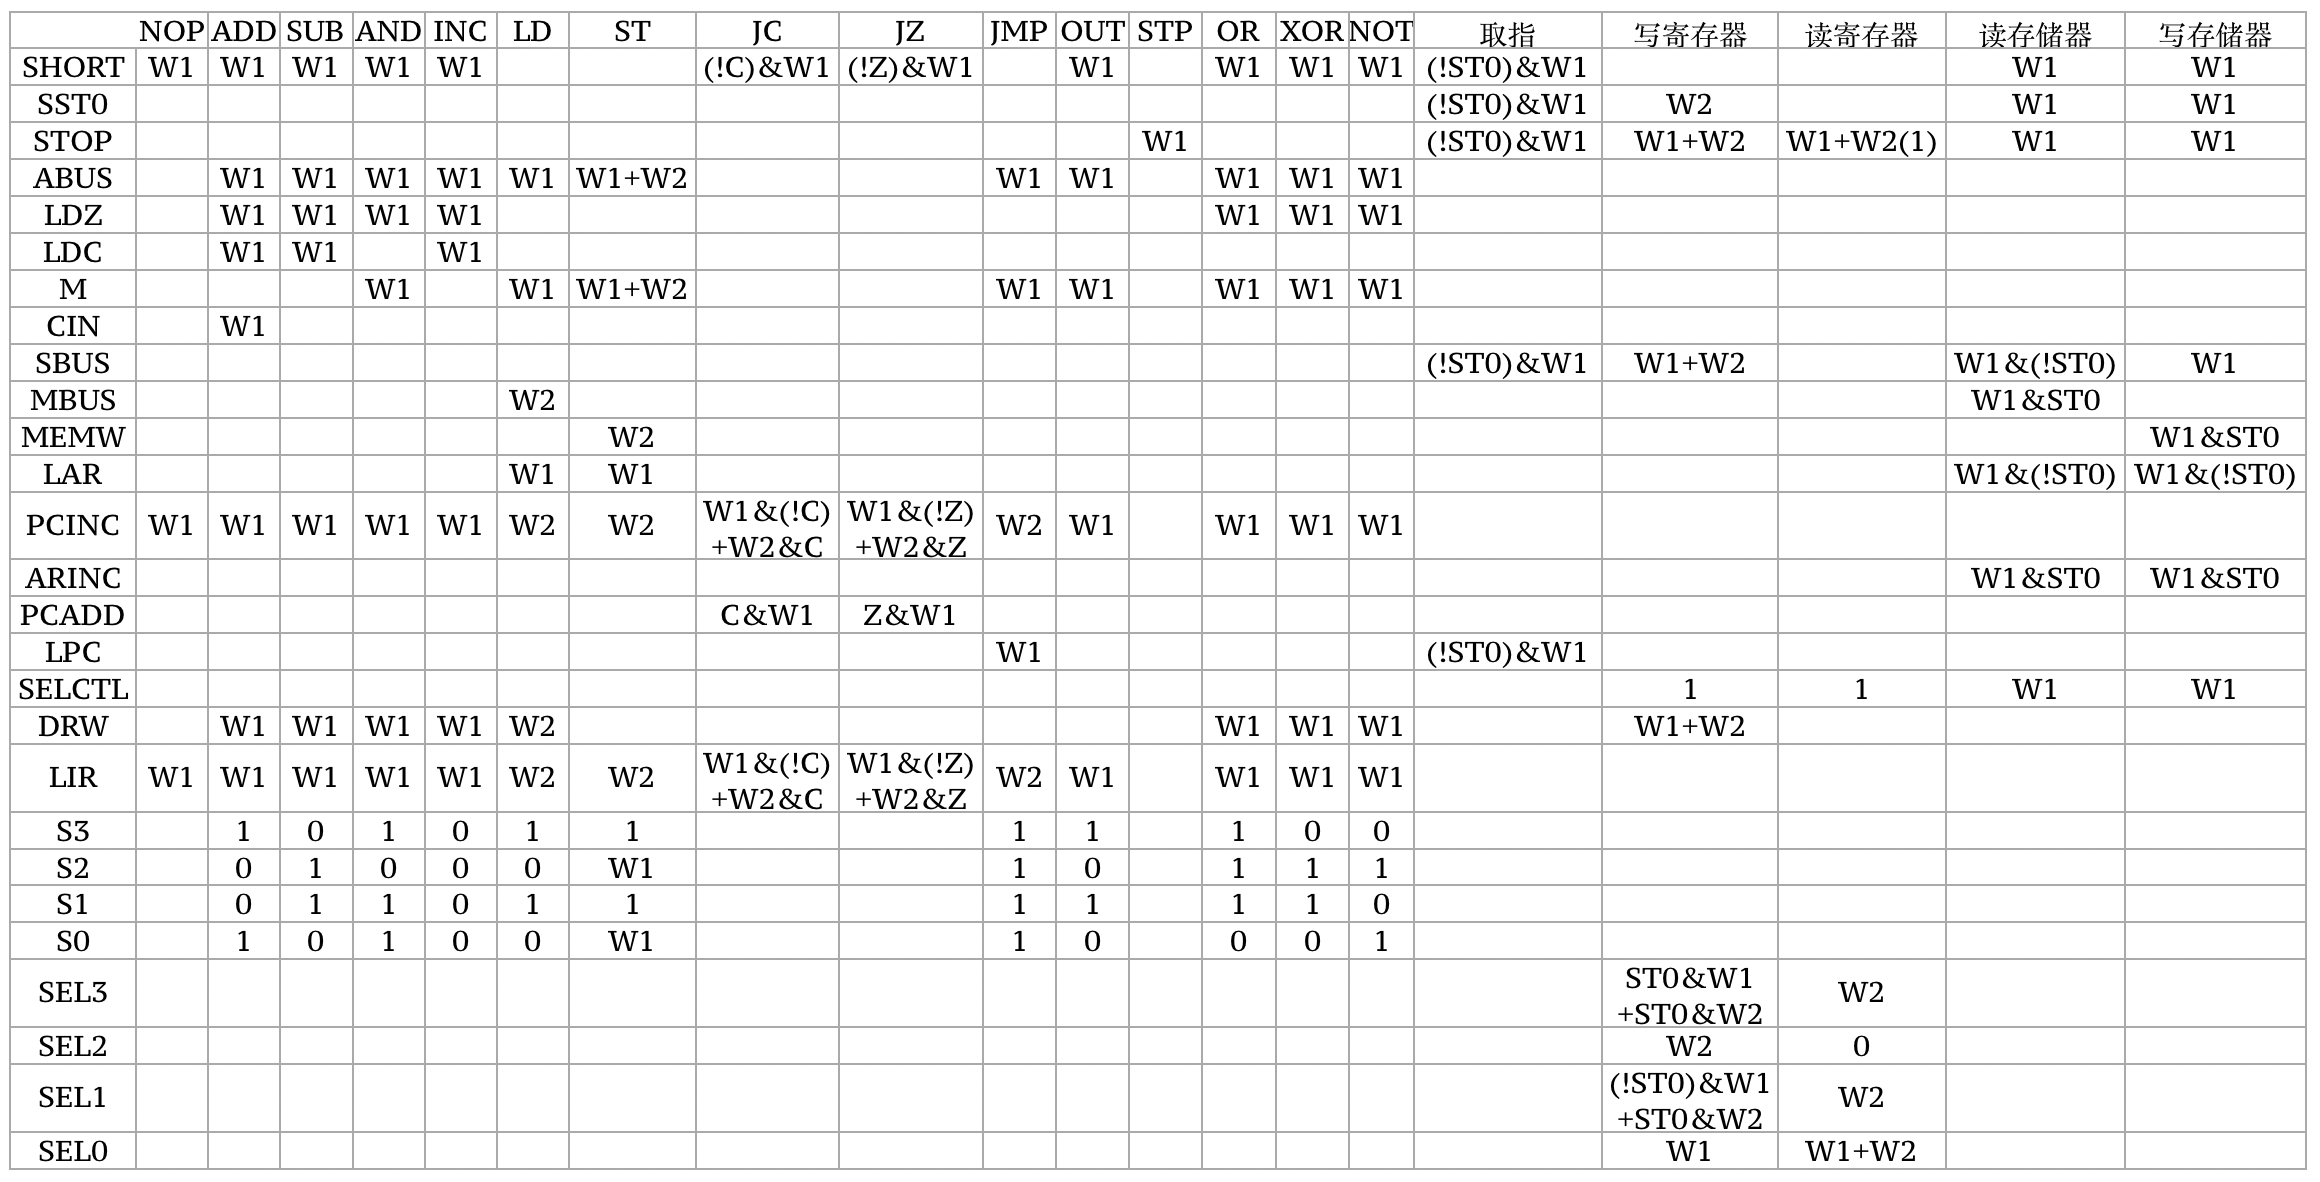 NOP ADD SUB AND INC LD ST JC JZ JMP OUT STP OR XOR NOT 取指 写寄存器 读寄存器 读存储器 写存储器
SHORT W1 W1 W1 W1 W1 (!C)&W1 (!Z)&W1 W1 W1 W1 W1 (!ST0)&W1 W1 W1
SST0 (!ST0)&W1 W2 W1 W1
STOP W1 (!ST0)&W1 W1+W2 W1+W2(1) W1 W1
ABUS W1 W1 W1 W1 W1 W1+W2 W1 W1 W1 W1 W1
LDZ W1 W1 W1 W1 W1 W1 W1
LDC W1 W1 W1
M W1 W1 W1+W2 W1 W1 W1 W1 W1
CIN W1
SBUS (!ST0)&W1 W1+W2 W1&(!ST0) W1
MBUS W2 W1&ST0
MEMW W2 W1&ST0
LAR W1 W1 W1&(!ST0) W1&(!ST0)
W1&(!C) W1&(!Z)
PCINC W1 W1 W1 W1 W1 W2 W2 W2 W1 W1 W1 W1
+W2&C +W2&Z
ARINC W1&ST0 W1&ST0
PCADD C&W1 Z&W1
LPC W1 (!ST0)&W1
SELCTL 1 1 W1 W1
DRW W1 W1 W1 W1 W2 W1 W1 W1 W1+W2
W1&(!C) W1&(!Z)
LIR W1 W1 W1 W1 W1 W2 W2 W2 W1 W1 W1 W1
+W2&C +W2&Z
S3 1 0 1 0 1 1 1 1 1 0 0
S2 0 1 0 0 0 W1 1 0 1 1 1
S1 0 1 1 0 1 1 1 1 1 1 0
S0 1 0 1 0 0 W1 1 0 0 0 1
ST0&W1
SEL3 W2
+ST0&W2
SEL2 W2 0
(!ST0)&W1
SEL1 W2
+ST0&W2
SEL0 W1 W1+W2